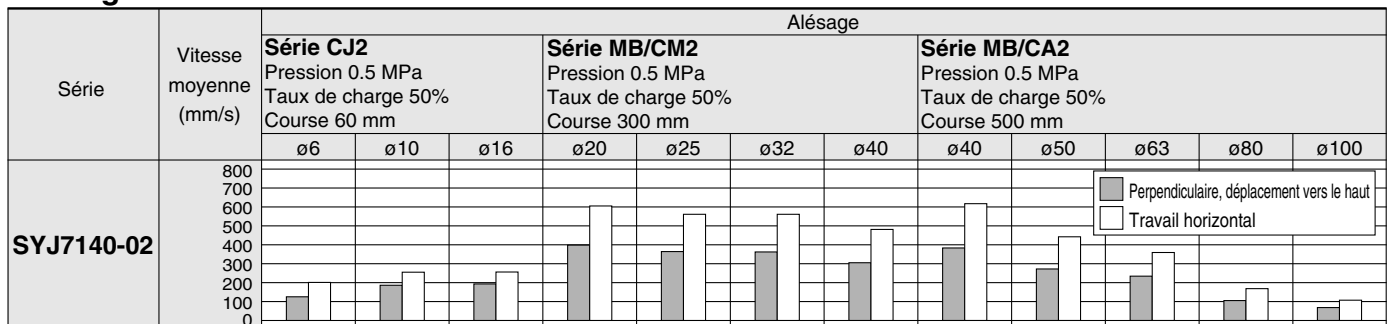 Alésage
Série
Vitesse
moyenne
(mm/s)
Série CJ2
Pression 0.5 MPa
Taux de charge 50%
Course 60 mm
Série MB/CM2
Pression 0.5 MPa
Taux de charge 50%
Course 300 mm
Série MB/CA2
Pression 0.5 MPa
Taux de charge 50%
Course 500 mm
ø6 ø10 ø16 ø20 ø25 ø32 ø40 ø40 ø50 ø63 ø80 ø100
SYJ7140-02
800
700
600
500
400
300
200
100
0
Perpendiculaire, déplacement vers le haut
Travail horizontal